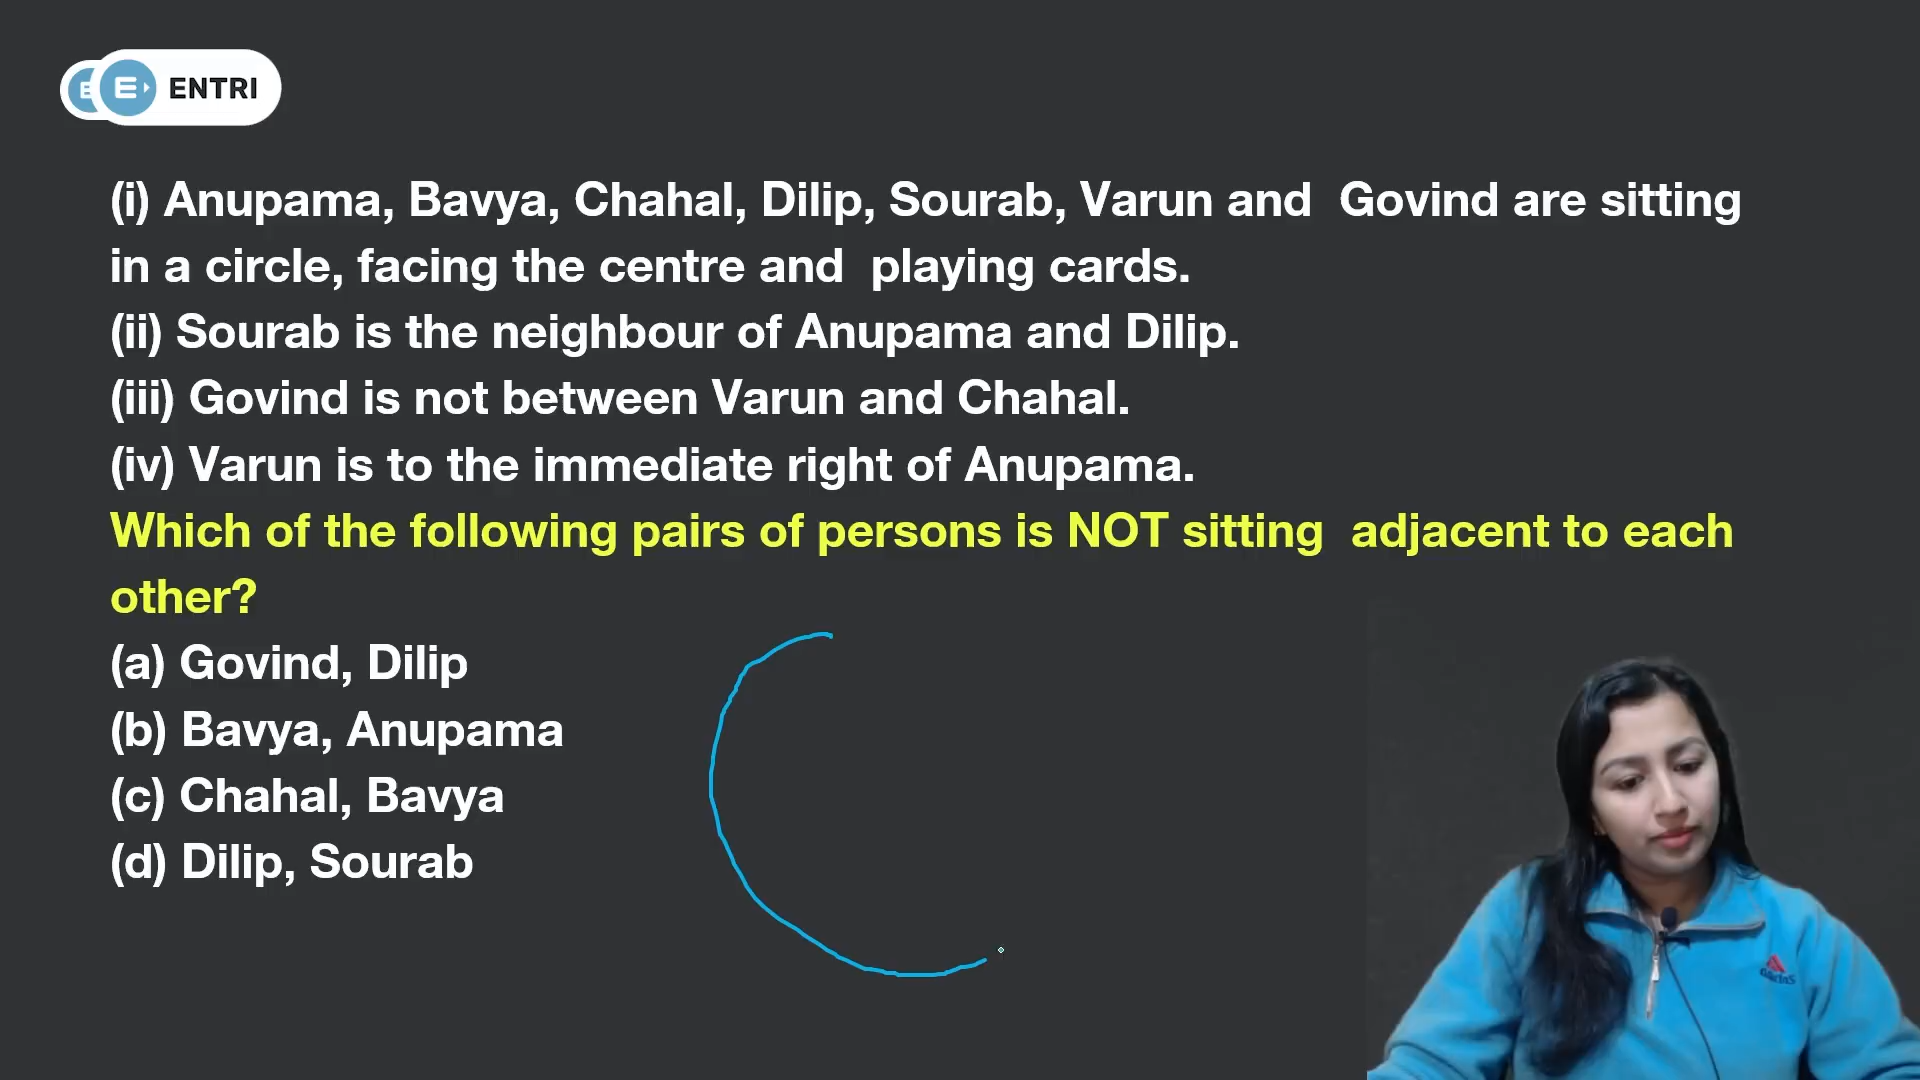 ENTRI
(i) Anupama, Bavya, Chahal, Dilip, Sourab, Varun and Govind are sitting
in a circle, facing the centre and playing cards.
(ii) Sourab is the neighbour of Anupama and Dilip.
(iii) Govind is not between Varun and Chahal.
(iv) Varun is to the immediate right of Anupama.
Which of the following pairs of persons is NOT sitting adjacent to each
other?
(a) Govind, Dilip
(b) Bavya, Anupama
(c) Chahal, Bavya
(d) Dilip, Sourab